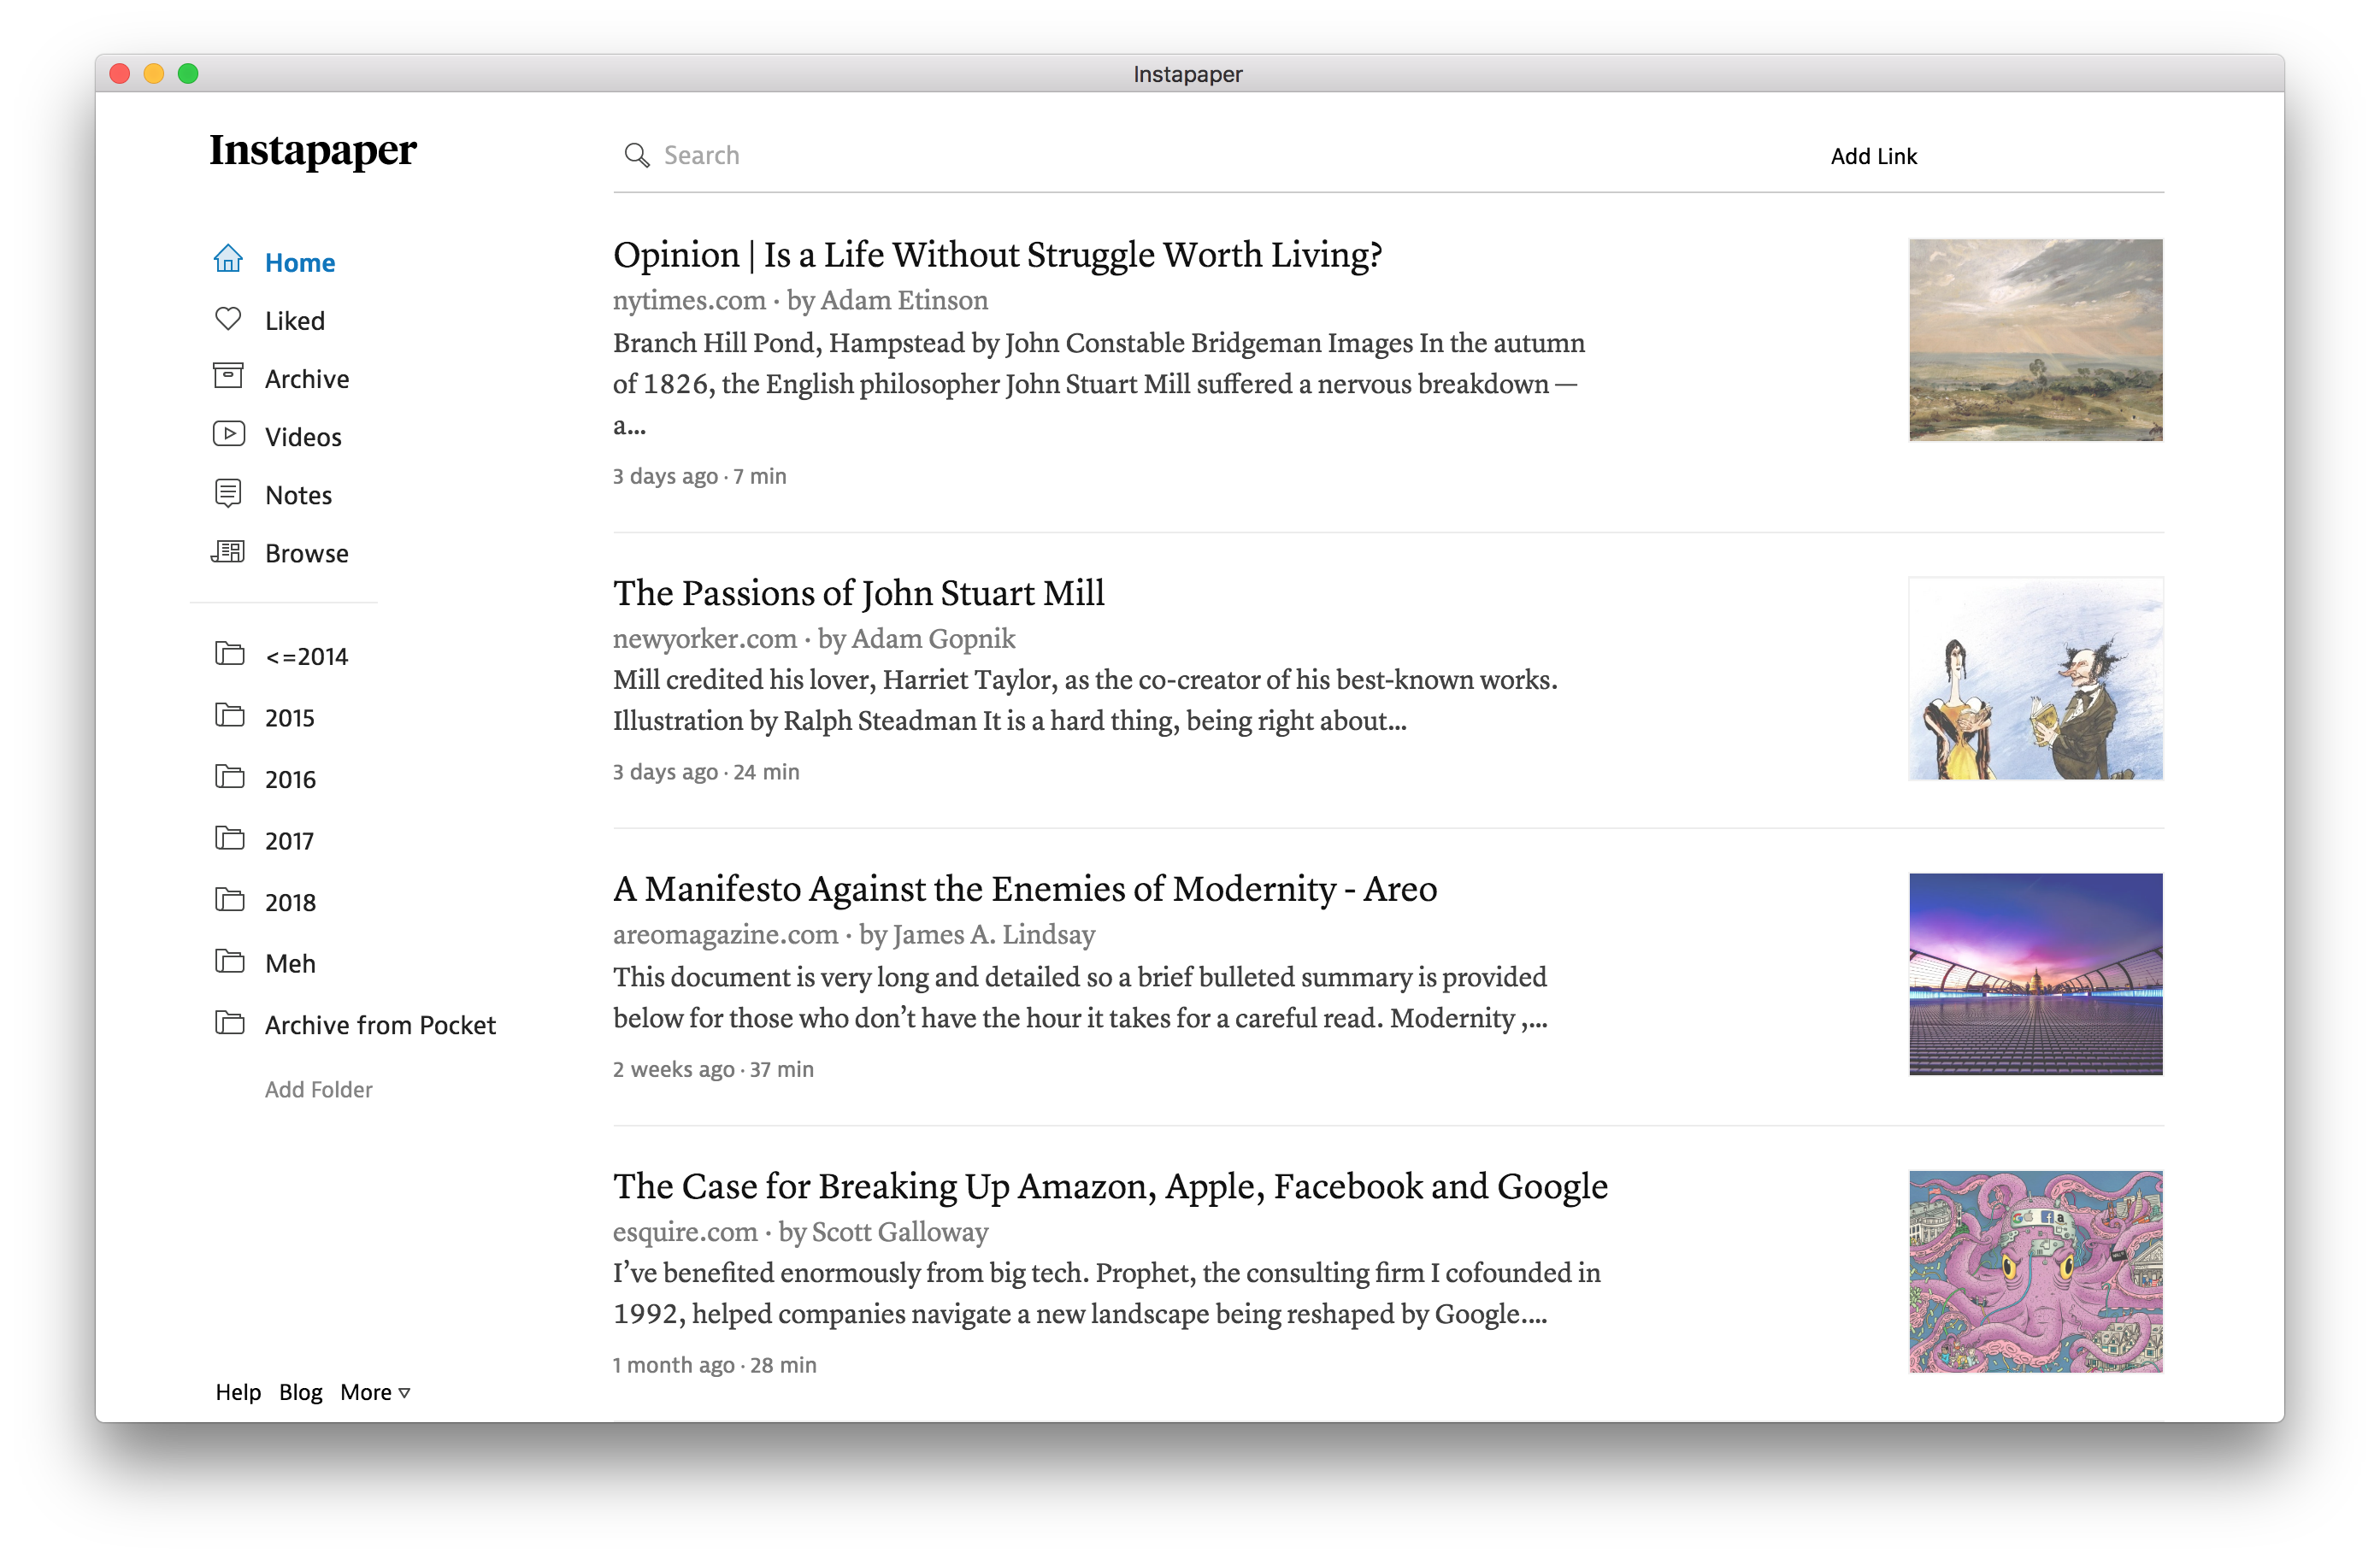 Instapaper
Instapaper
Search
Add Link
Home
Liked
Archive
Videos
Notes
Browse
<=2014
2015
2016
2017
2018
Meh
Archive from Pocket
Add Folder
Help Blog More ▿
Opinion | Is a Life Without Struggle Worth Living?
nytimes.com · by Adam Etinson
Branch Hill Pond, Hampstead by John Constable Bridgeman Images In the autumn
of 1826, the English philosopher John Stuart Mill suffered a nervous breakdown —
a…
3 days ago · 7 min
The Passions of John Stuart Mill
newyorker.com · by Adam Gopnik
Mill credited his lover, Harriet Taylor, as the co-creator of his best-known works.
Illustration by Ralph Steadman It is a hard thing, being right about…
3 days ago · 24 min
A Manifesto Against the Enemies of Modernity - Areo
areomagazine.com · by James A. Lindsay
This document is very long and detailed so a brief bulleted summary is provided
below for those who don’t have the hour it takes for a careful read. Modernity ,…
2 weeks ago · 37 min
The Case for Breaking Up Amazon, Apple, Facebook and Google
esquire.com · by Scott Galloway
I’ve benefited enormously from big tech. Prophet, the consulting firm I cofounded in
1992, helped companies navigate a new landscape being reshaped by Google.…
1 month ago · 28 min
G f a